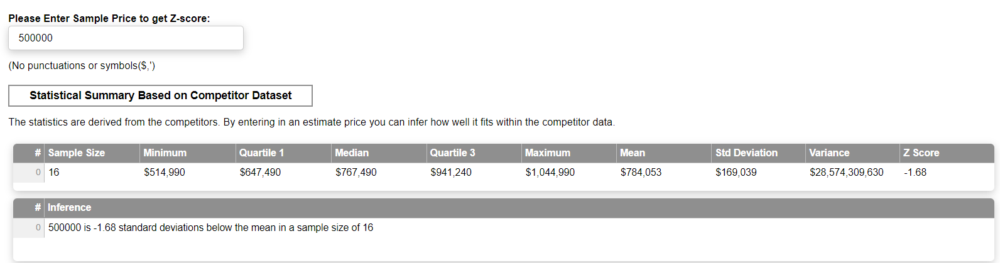 Please Enter Sample Price to get Z-score:
500000
(No punctuations or symbols($,')
Statistical Summary Based on Competitor Dataset
The statistics are derived from the competitors. By entering in an estimate price you can infer how well it fits within the competitor data.
# Sample Size Minimum Quartile 1 Median Quartile 3 Maximum Mean Std Deviation Variance Z Score
0 16 $514,990 $647,490 $767,490 $941,240 $1,044,990 $784,053 $169,039 $28,574,309,630 -1.68
# Inference
0 500000 is -1.68 standard deviations below the mean in a sample size of 16